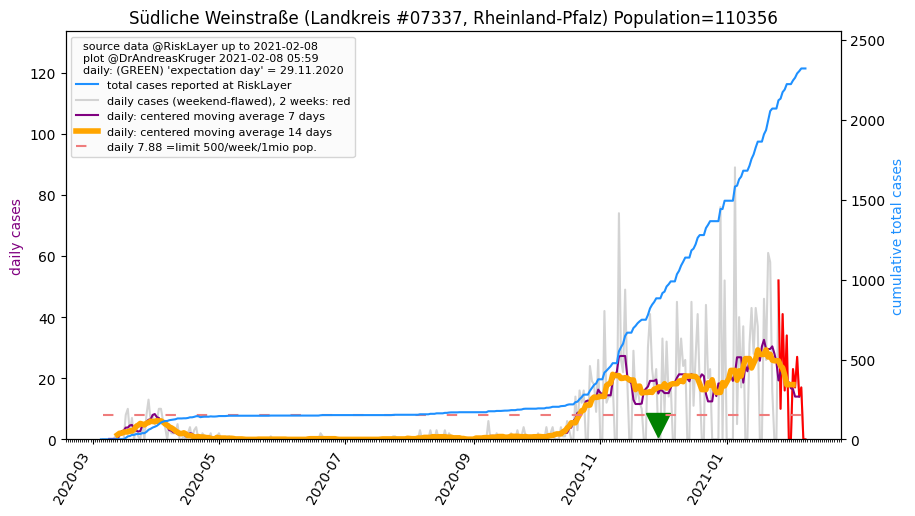 Südliche Weinstraße (Landkreis #07337, Rheinland-Pfalz) Population=110356
source data @RiskLayer up to 2021-02-08
plot @DrAndreasKruger 2021-02-08 05:59
daily: (GREEN) 'expectation day' = 29.11.2020
total cases reported at RiskLayer
daily cases (weekend-flawed), 2 weeks: red
daily: centered moving average 7 days
daily: centered moving average 14 days
daily 7.88 =limit 500/week/1mio pop.
daily cases
120
100
80
60
40
20
0
2500
2000
1500
1000
500
0
cumulative total cases
2020-03
2020-05
2020-07
2020-09
2020-11
2021-01